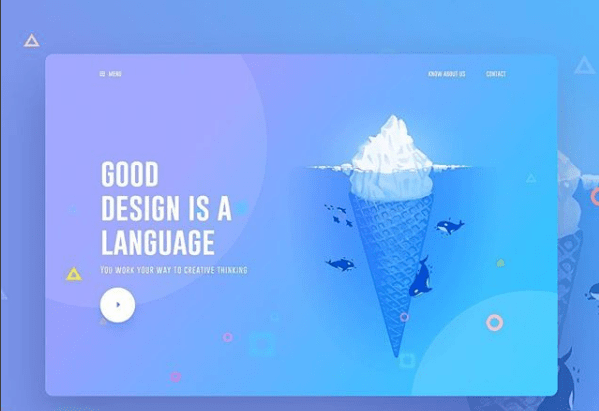 MENU
KNOW ABOUT US
CONTACT
GOOD
DESIGN IS A
LANGUAGE
YOU WORK YOUR WAY TO CREATIVE THINKING